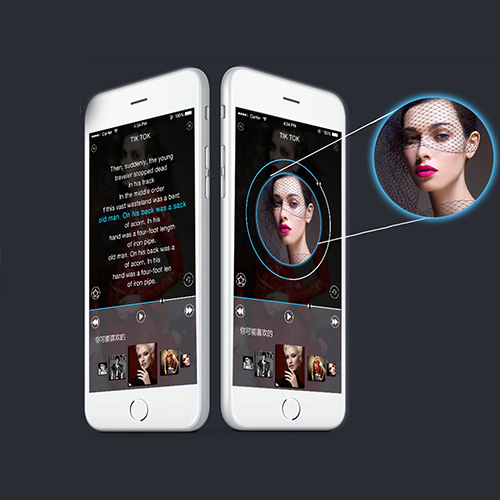 Carrier 4:34 PM 100%
TIK TOK
Then, suddenly, the young
traveler stopped dead
in his track
In the middle order
f this vast wasteland was a bent
old man. On his back was a sack
of acorn. In his
hand was a four-foot length
of iron pipe.
old man. On his back was a
of acorn. In his
hand was a four-foot len
of iron pipe.
你可能喜欢的
Carrier 4:34 PM 100%
TIK TOK
你可能喜欢的